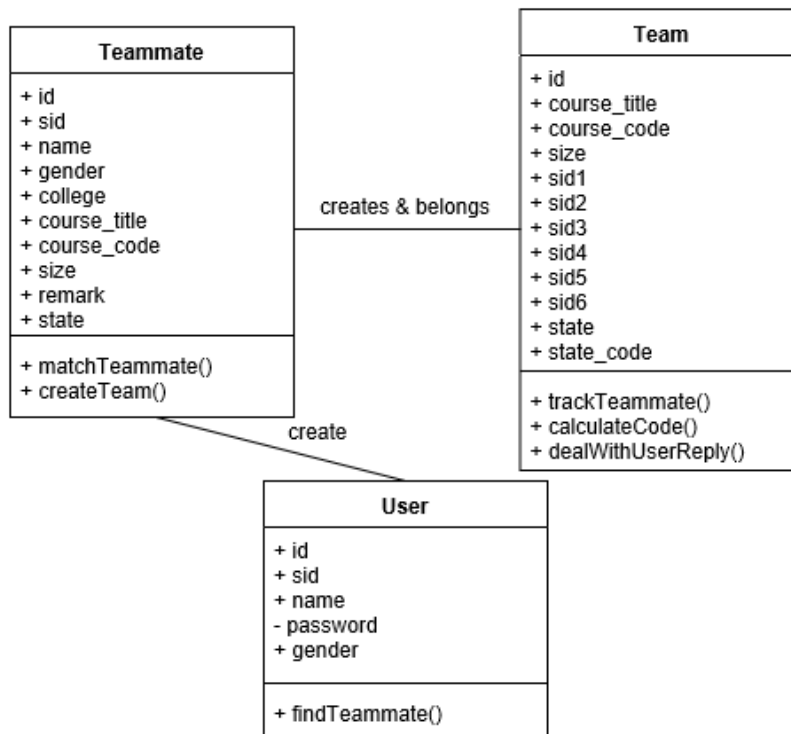 Teammate
+ id
+ sid
+ name
+ gender
+ college
+ course_title
+ course_code
+ size
+ remark
+ state
+ matchTeammate()
+ createTeam()
creates & belongs
Team
+ id
+ course_title
+ course_code
+ size
+ sid1
+ sid2
+ sid3
+ sid4
+ sid5
+ sid6
+ state
+ state_code
+ trackTeammate()
+ calculateCode()
+ dealWithUserReply()
create
User
+ id
+ sid
+ name
- password
+ gender
+ findTeammate()